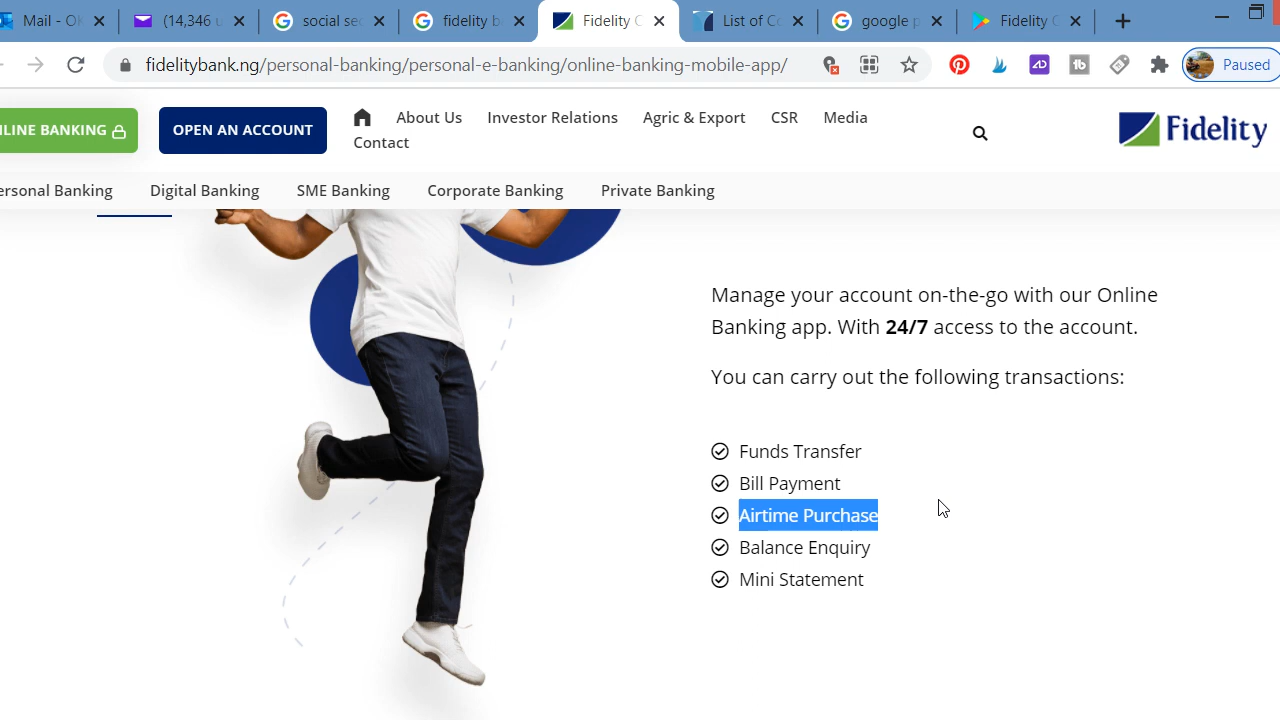 Mail - Ok
(14,346 u
social sec
fidelity b
Fidelity C
List of Co
google p
Fidelity
fidelitybank.ng/personal-banking/personal-e-banking/online-banking-mobile-app/
Paused
NLINE BANKING
OPEN AN ACCOUNT
About Us
Investor Relations
Agric & Export
CSR
Media
Contact
Fidelity
ersonal Banking
Digital Banking
SME Banking
Corporate Banking
Private Banking
Manage your account on-the-go with our Online
Banking app. With 24/7 access to the account.
You can carry out the following transactions:
Funds Transfer
Bill Payment
Airtime Purchase
Balance Enquiry
Mini Statement